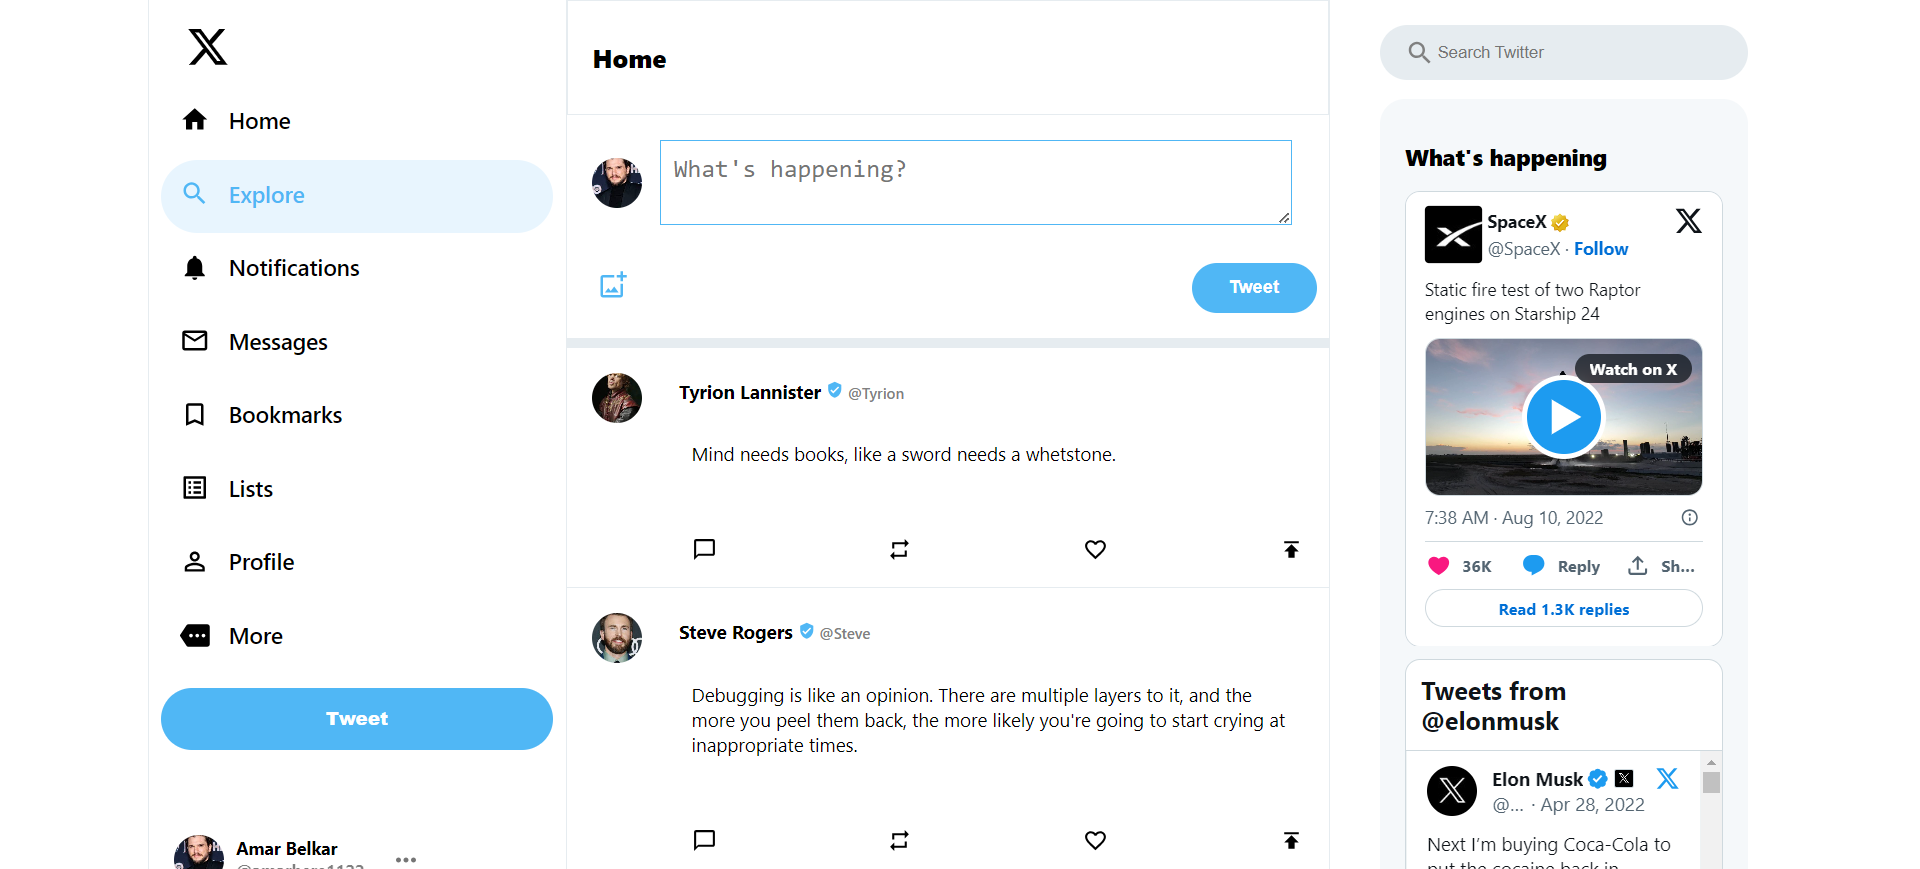 Home
Explore
Notifications
Messages
Bookmarks
Lists
Profile
More
Tweet
Amar Belkar
Home
What's happening?
Tweet
Tyrion Lannister @Tyrion
Mind needs books, like a sword needs a whetstone.
Steve Rogers @Steve
Debugging is like an opinion. There are multiple layers to it, and the
more you peel them back, the more likely you're going to start crying at
inappropriate times.
Search Twitter
What's happening
SpaceX
@SpaceX · Follow
Static fire test of two Raptor
engines on Starship 24
Watch on X
7:38 AM · Aug 10, 2022
36K Reply Sh...
Read 1.3K replies
Tweets from
@elonmusk
Elon Musk
@... · Apr 28, 2022
Next I’m buying Coca-Cola to
put the cocaine back in